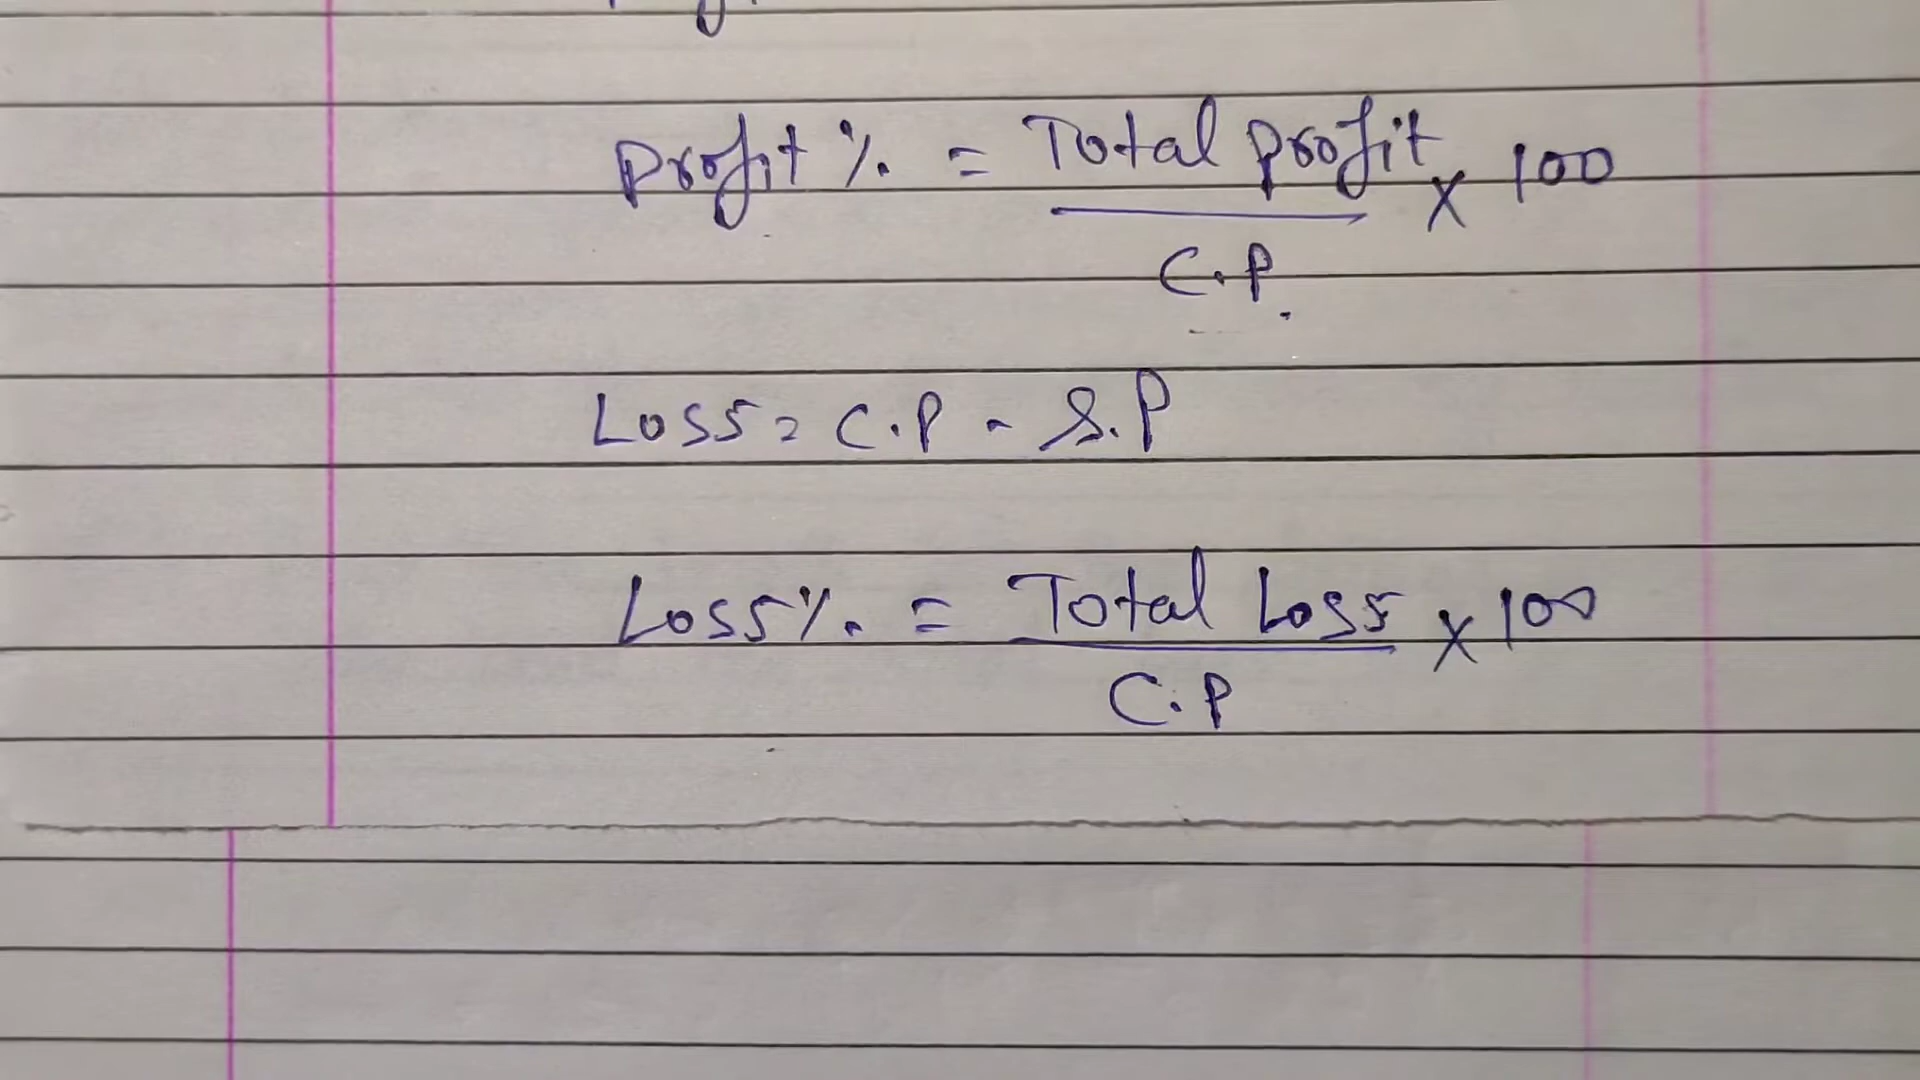 Profit % = Total profit × 100
C.P
Loss = C.P - S.P
Loss % = Total Loss × 100
C.P